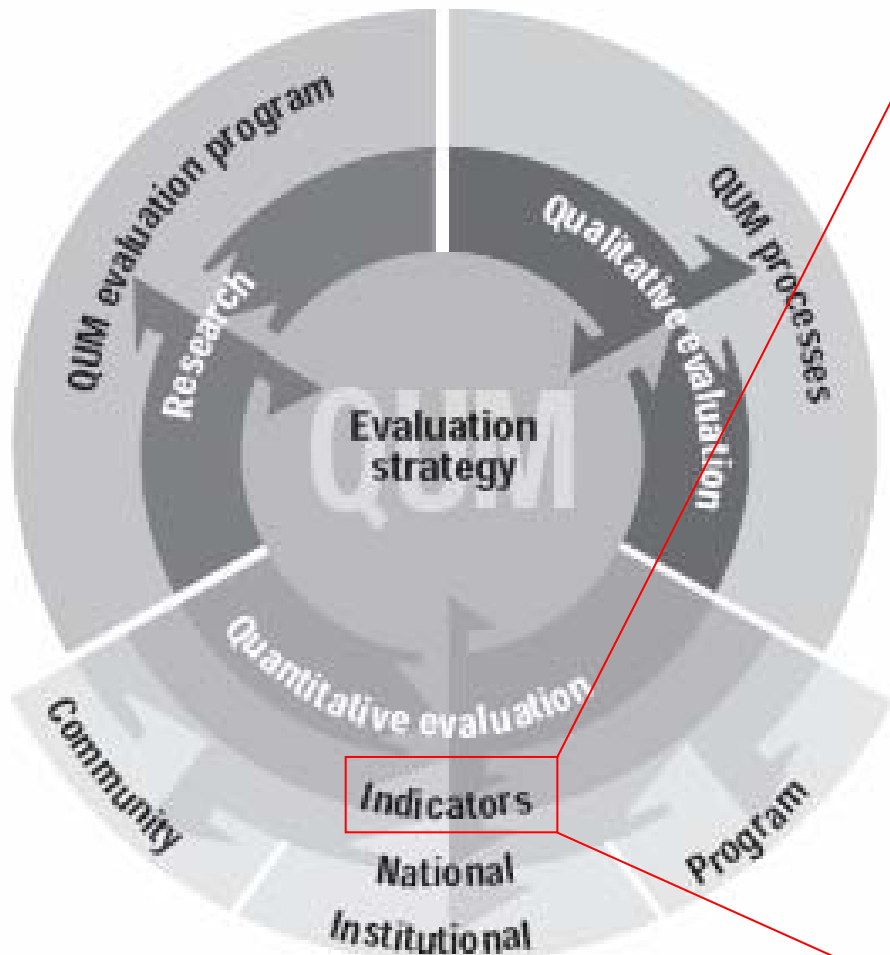 QUM evaluation program
QUM processes
Research
Qualitative evaluation
QUM
Evaluation
strategy
Quantitative evaluation
Community
Indicators
National
Institutional
Program